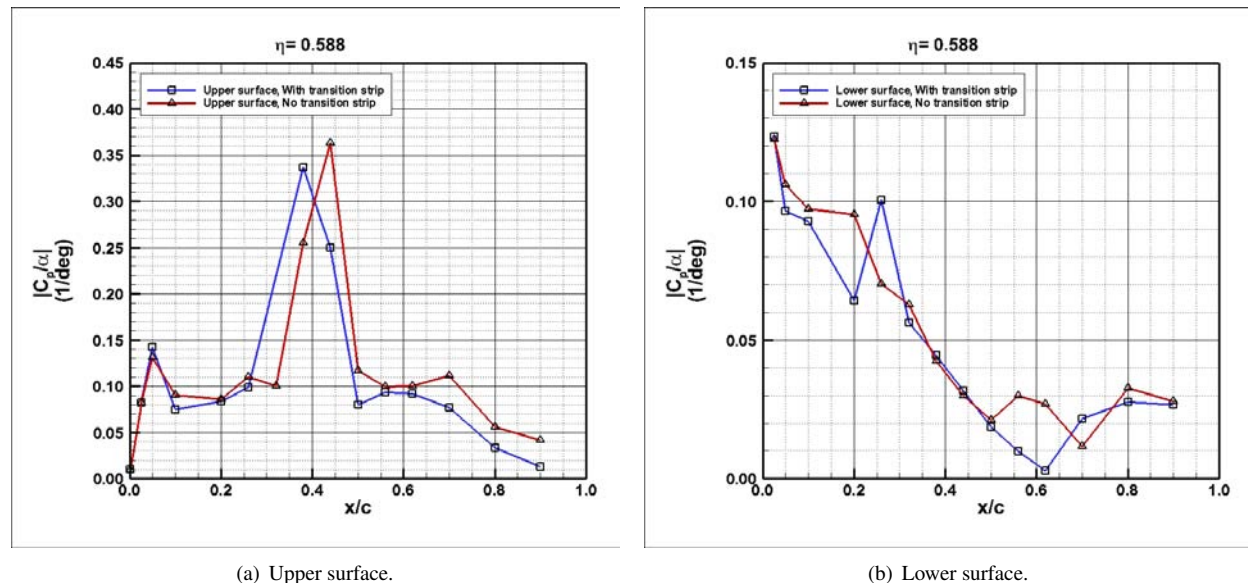 η= 0.588
0.45
0.40
0.35
0.30
0.25
0.20
0.15
0.10
0.05
0.00
|Cp/α|
(1/deg)
Upper surface, With transition strip
Upper surface, No transition strip
0.0 0.2 0.4 0.6 0.8 1.0
x/c
(a) Upper surface.
η= 0.588
0.15
0.10
0.05
0.00
|Cp/α|
(1/deg)
Lower surface, With transition strip
Lower surface, No transition strip
0.0 0.2 0.4 0.6 0.8 1.0
x/c
(b) Lower surface.